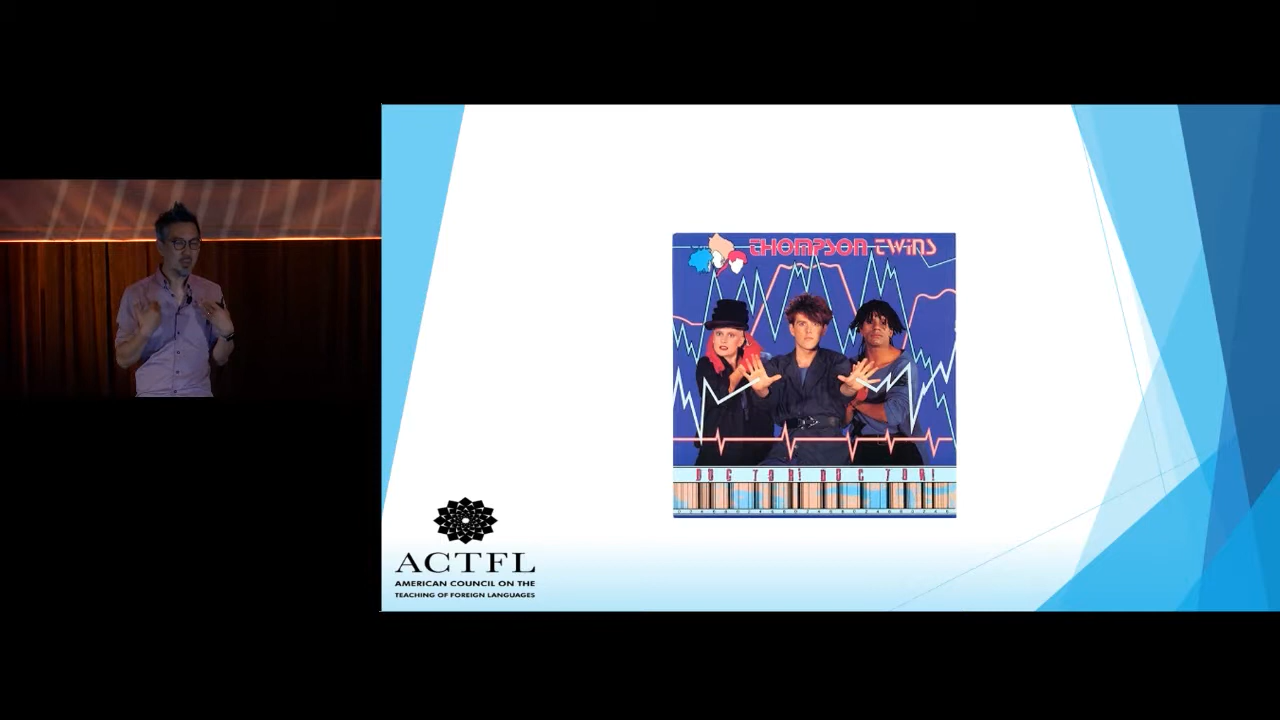 THOMPSON TWINS
DOCTOR! DOCTOR!
ACTFL
AMERICAN COUNCIL ON THE
TEACHING OF FOREIGN LANGUAGES